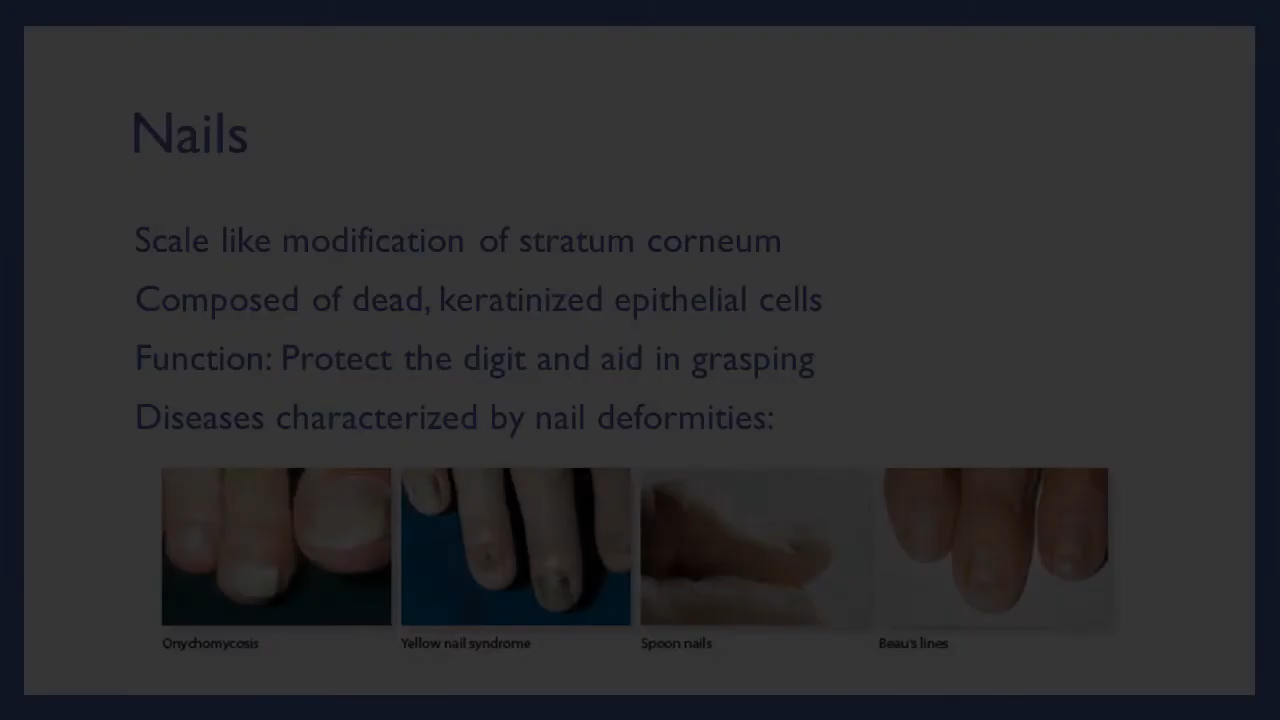 Nails
Scale like modification of stratum corneum
Composed of dead, keratinized epithelial cells
Function: Protect the digit and aid in grasping
Diseases characterized by nail deformities:
Onychomycosis
Yellow nail syndrome
Spoon nails
Beau's lines